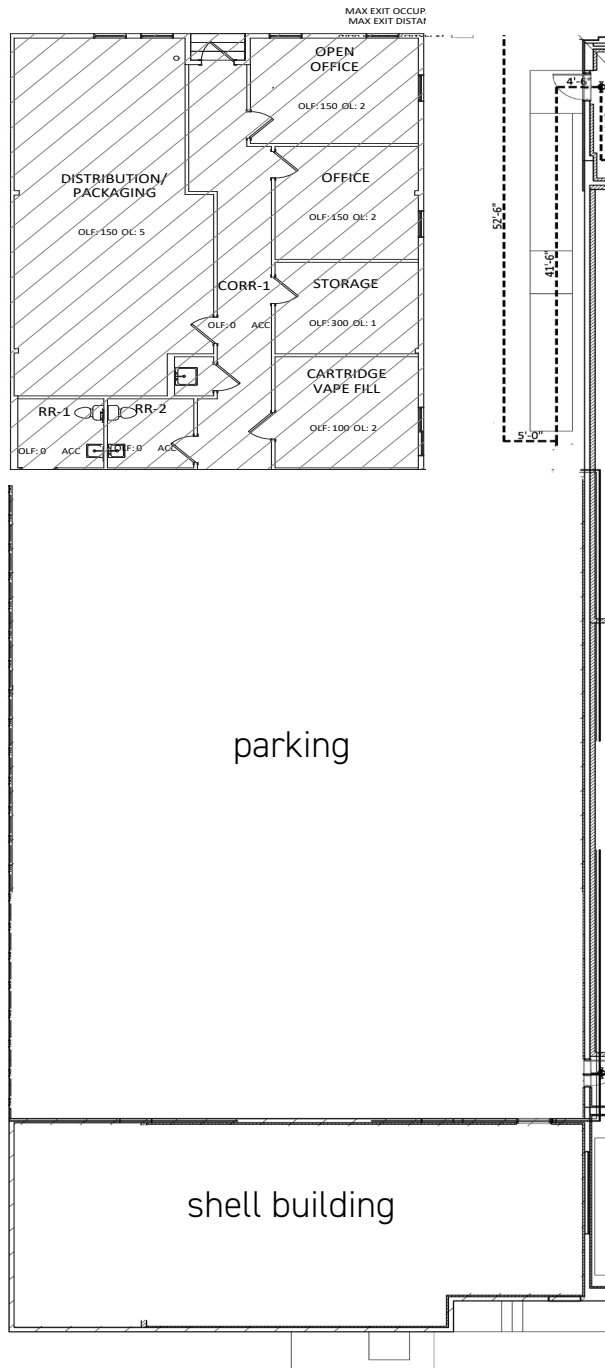 MAX EXIT OCCUP
MAX EXIT DISTAN
OPEN
OFFICE
OLF: 150 OL: 2
4'-6"
DISTRIBUTION/
PACKAGING
OLF: 150 OL: 5
OFFICE
OLF: 150 OL: 2
52'-6"
41'-6"
CORR-1
OLF: 0 ACC
STORAGE
OLF: 300 OL: 1
CARTRIDGE
VAPE FILL
OLF: 100 OL: 2
RR-1
RR-2
OLF: 0 ACC
OLF: 0 ACC
5'-0"
parking
shell building